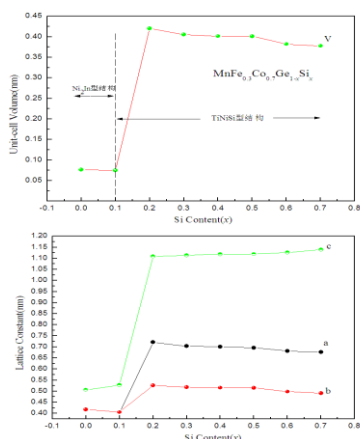 0.45
0.40
0.35
0.30
0.25
0.20
0.15
0.10
0.05
Unit-cell Volume(nm)
V
MnFe0.3Co0.7Ge1-xSix
Ni2In型结构
TiNiSi型结构
-0.1 0.0 0.1 0.2 0.3 0.4 0.5 0.6 0.7 0.8
Si Content(x)
1.20
1.15
1.10
1.05
1.00
0.95
0.90
0.85
0.80
0.75
0.70
0.65
0.60
0.55
0.50
0.45
0.40
Lattice Constant(nm)
c
a
b
-0.1 0.0 0.1 0.2 0.3 0.4 0.5 0.6 0.7 0.8
Si Content(x)